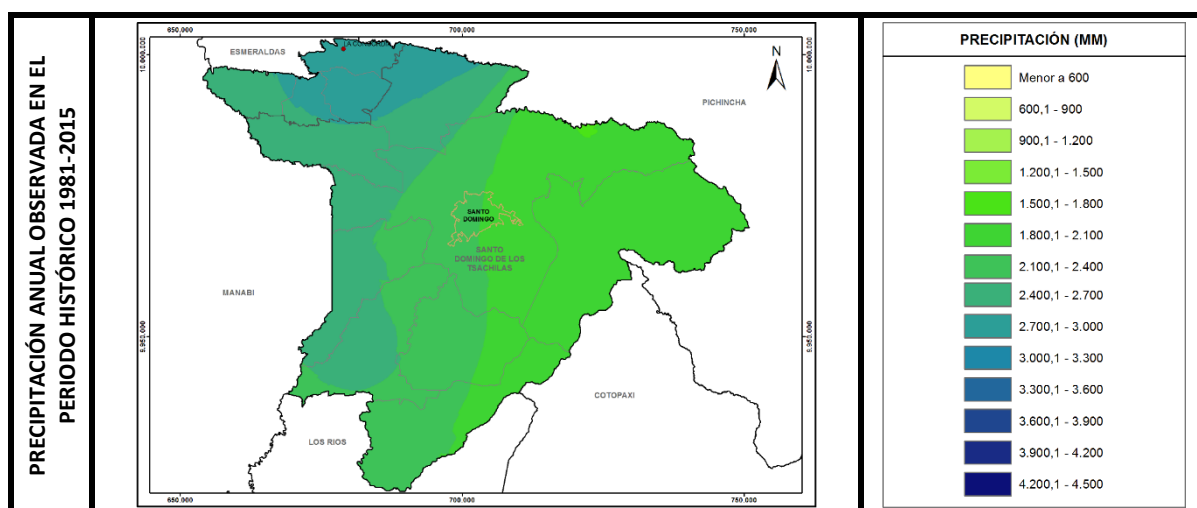 PRECIPITACIÓN ANUAL OBSERVADA EN EL
PERIODO HISTÓRICO 1981-2015
650.000
700.000
750.000
10.000.000
10.000.000
9.950.000
9.950.000
ESMERALDAS
LA CONCORDIA
N
PICHINCHA
SANTO
DOMINGO
SANTO
DOMINGO DE LOS
TSACHILAS
MANABI
COTOPAXI
LOS RIOS
650.000
700.000
750.000
PRECIPITACIÓN (MM)
Menor a 600
600,1 - 900
900,1 - 1.200
1.200,1 - 1.500
1.500,1 - 1.800
1.800,1 - 2.100
2.100,1 - 2.400
2.400,1 - 2.700
2.700,1 - 3.000
3.000,1 - 3.300
3.300,1 - 3.600
3.600,1 - 3.900
3.900,1 - 4.200
4.200,1 - 4.500